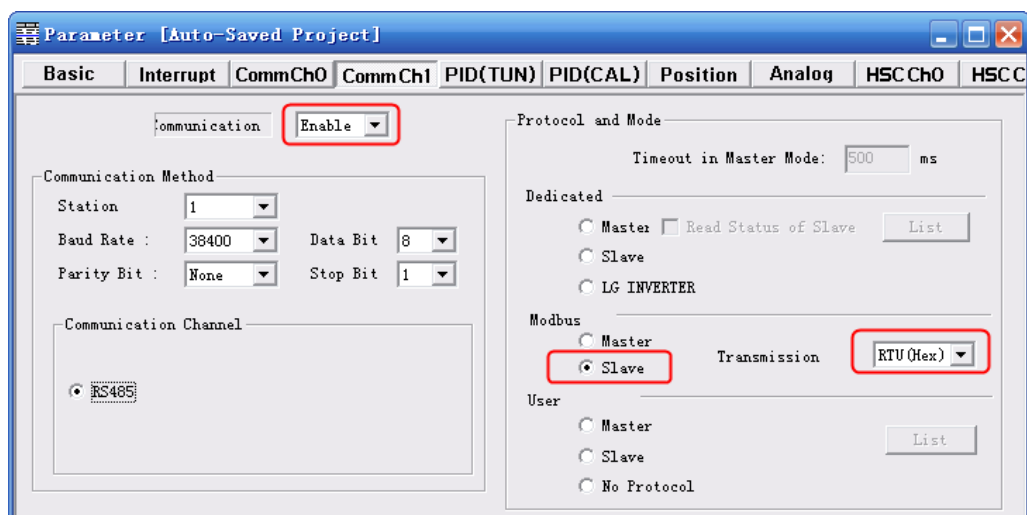 Parameter [Auto-Saved Project]
Basic Interrupt CommCh0 CommCh1 PID(TUN) PID(CAL) Position Analog HSCCh0 HSCC
ommunication Enable
Protocol and Mode
Timeout in Master Mode: 500 ms
Communication Method
Station 1
Baud Rate : 38400 Data Bit 8
Parity Bit : None Stop Bit 1
Communication Channel
RS485
Dedicated
Master Read Status of Slave List
Slave
LG INVERTER
Modbus
Master
Slave
Transmission RTU(Hex)
User
Master
Slave
No Protocol
List